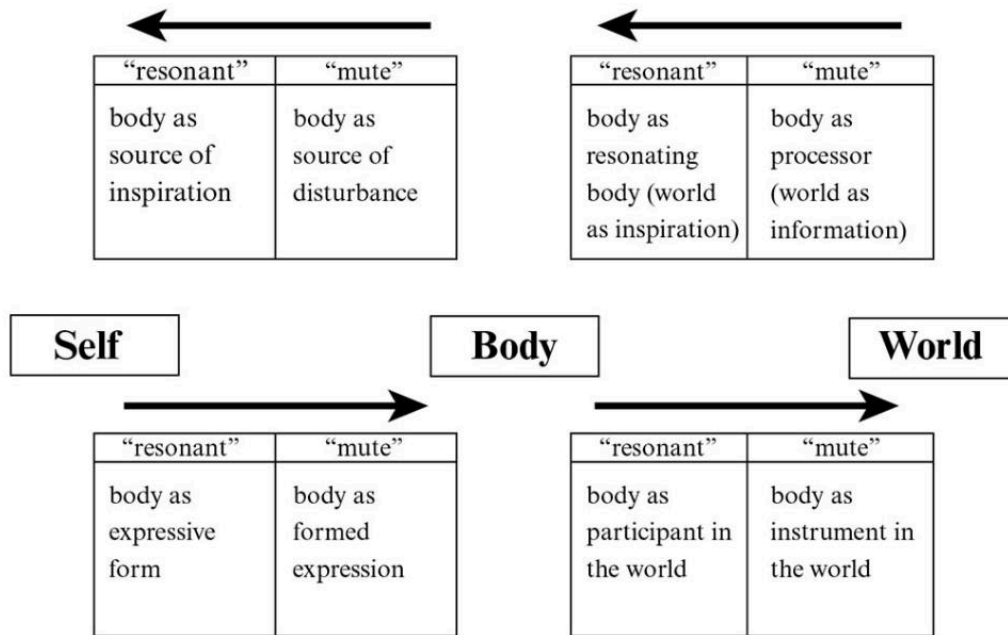 “resonant” “mute”
body as
source of
inspiration
body as
source of
disturbance
“resonant” “mute”
body as
resonating
body (world
as inspiration)
body as
processor
(world as
information)
Self
Body
World
“resonant” “mute”
body as
expressive
form
body as
formed
expression
“resonant” “mute”
body as
participant in
the world
body as
instrument in
the world